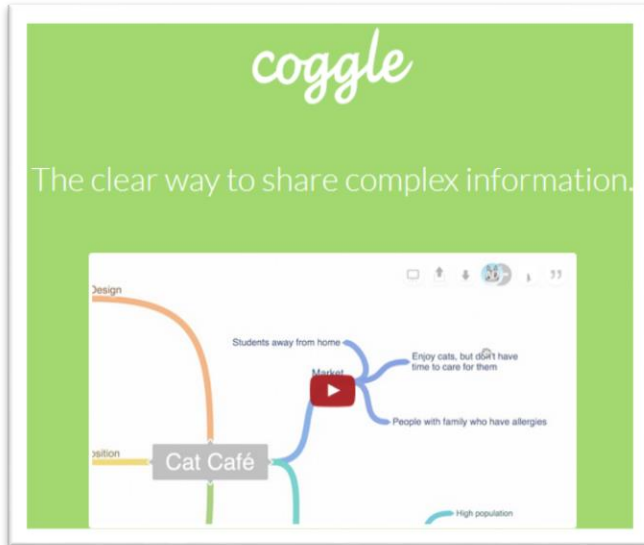 coggle
The clear way to share complex information.
Design
Students away from home
Market
Enjoy cats, but don't have
time to care for them
People with family who have allergies
Cat Café
High population